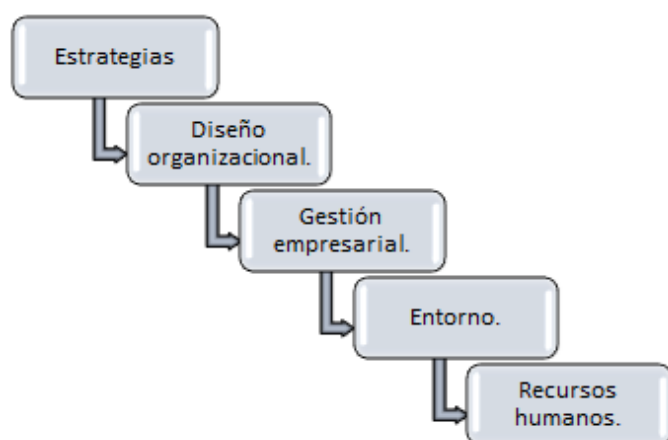 Estrategias
Diseño
organizacional.
Gestión
empresarial.
Entorno.
Recursos
humanos.